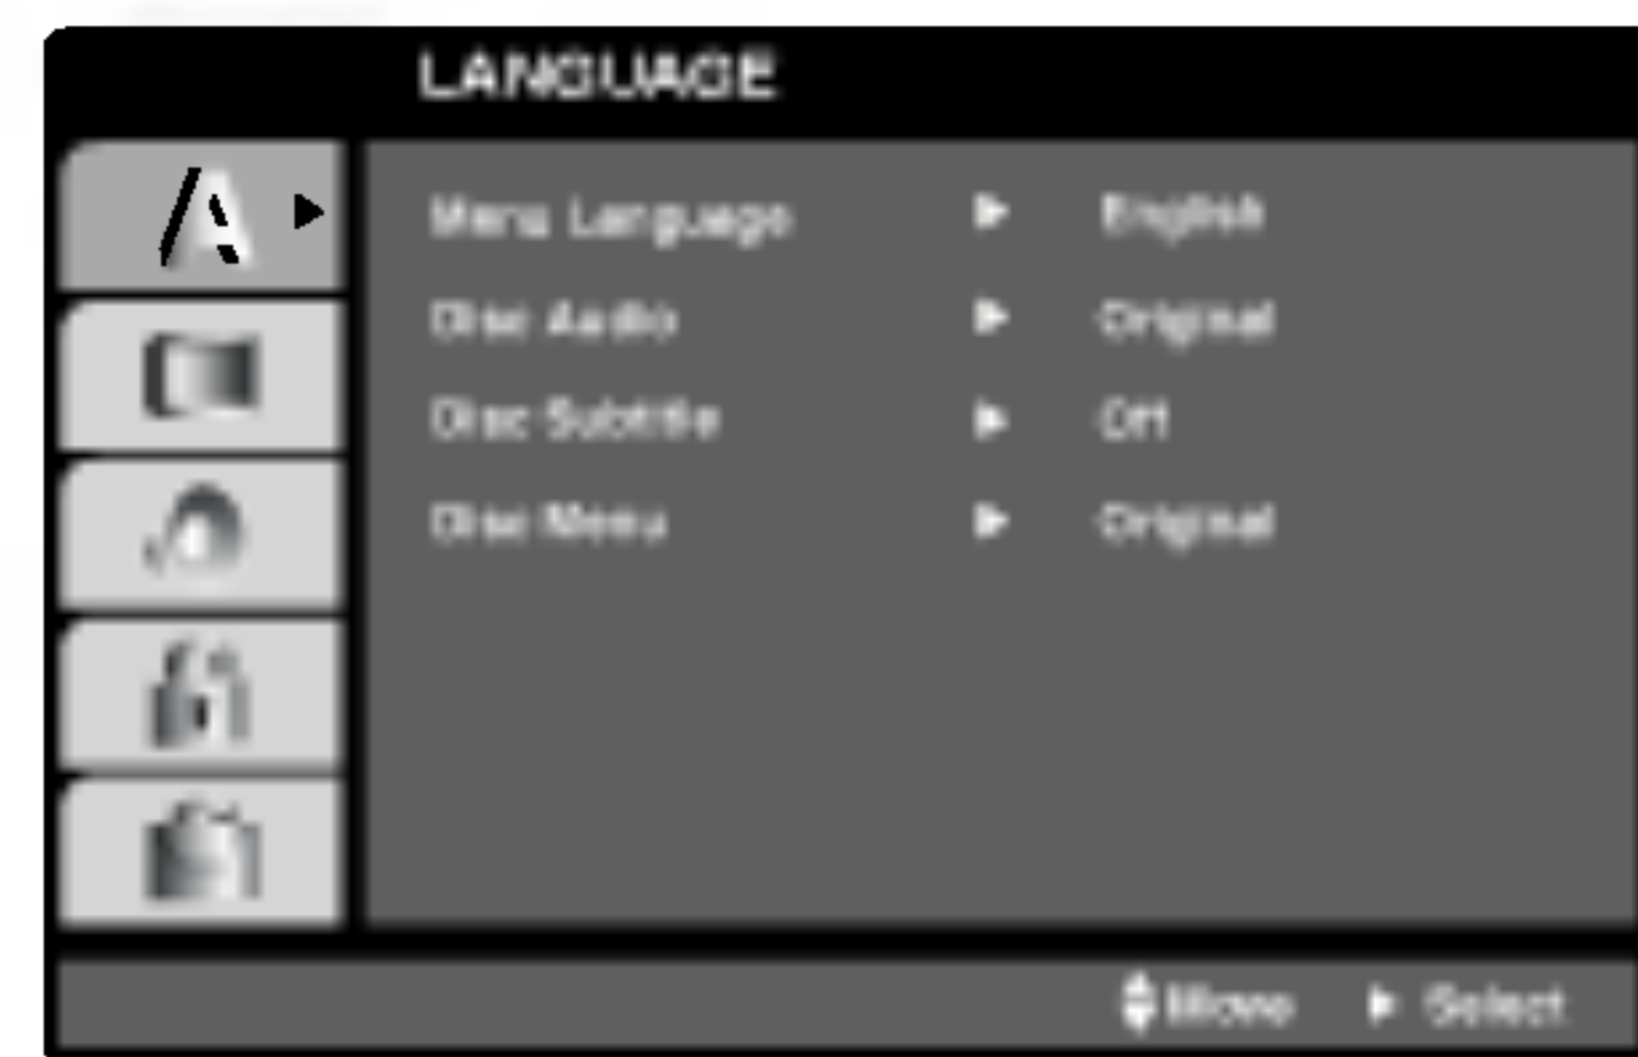 LANGUAGE
Menu Language ► English
Disc Audio ► Original
Disc Subtitle ► Off
Disc Menu ► Original
Move ► Select